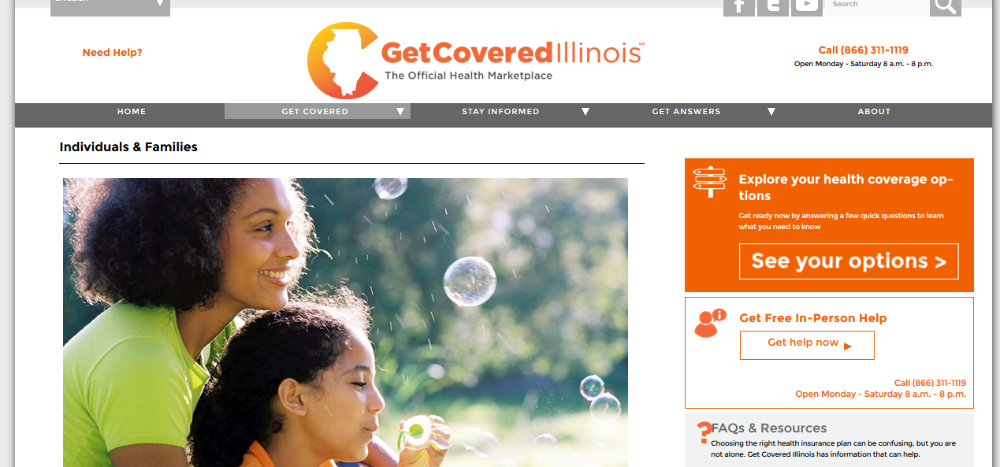 Search
Need Help?
GetCoveredIllinois℠
The Official Health Marketplace
Call (866) 311-1119
Open Monday - Saturday 8 a.m. - 8 p.m.
HOME
GET COVERED
STAY INFORMED
GET ANSWERS
ABOUT
Individuals & Families
Explore your health coverage op-
tions
Get ready now by answering a few quick questions to learn
what you need to know
See your options >
A
B
C
Get Free In-Person Help
Get help now
Call (866) 311-1119
Open Monday - Saturday 8 a.m. - 8 p.m.
FAQs & Resources
Choosing the right health insurance plan can be confusing, but you are
not alone. Get Covered Illinois has information that can help.